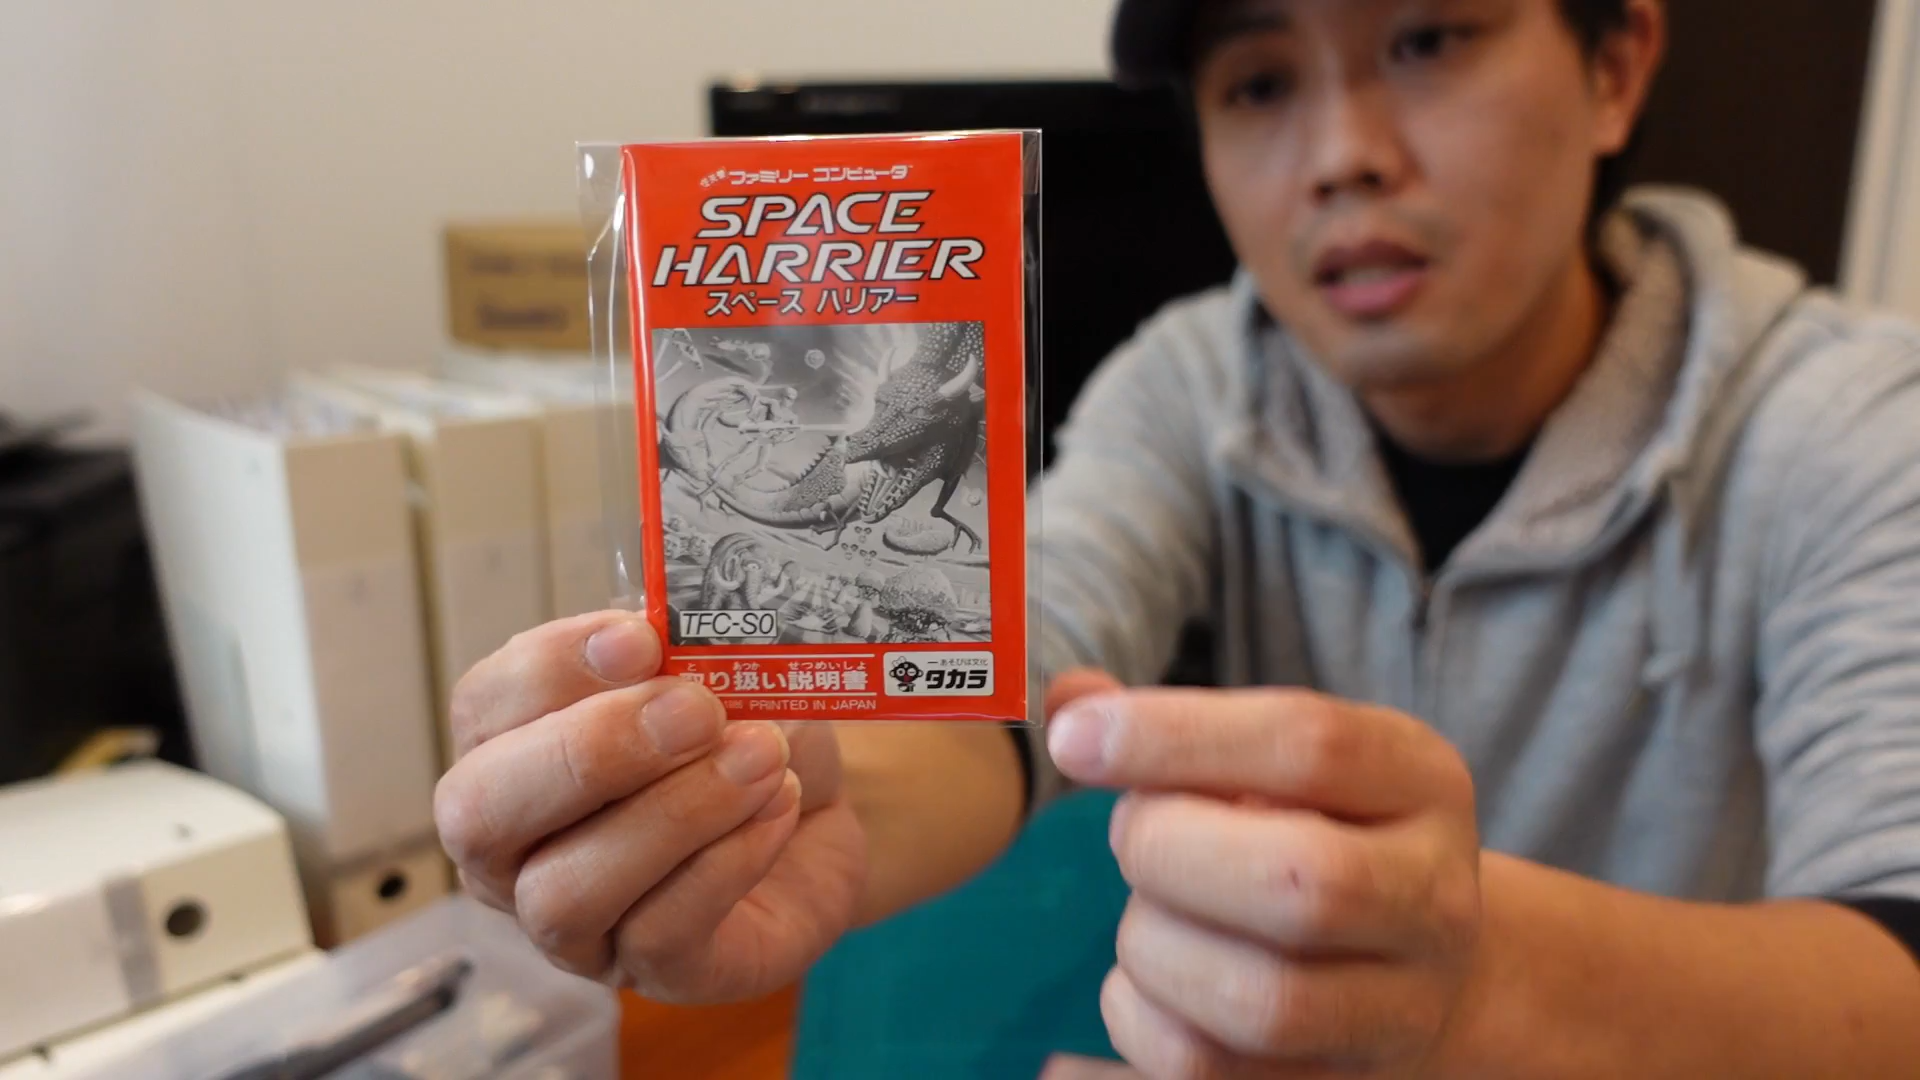 ファミリー コンピュータ™
SPACE
HARRIER
スペース ハリアー
TFC-S0
と あつか せつめいしょ
取り扱い説明書
PRINTED IN JAPAN
あそびは文化
タカラ